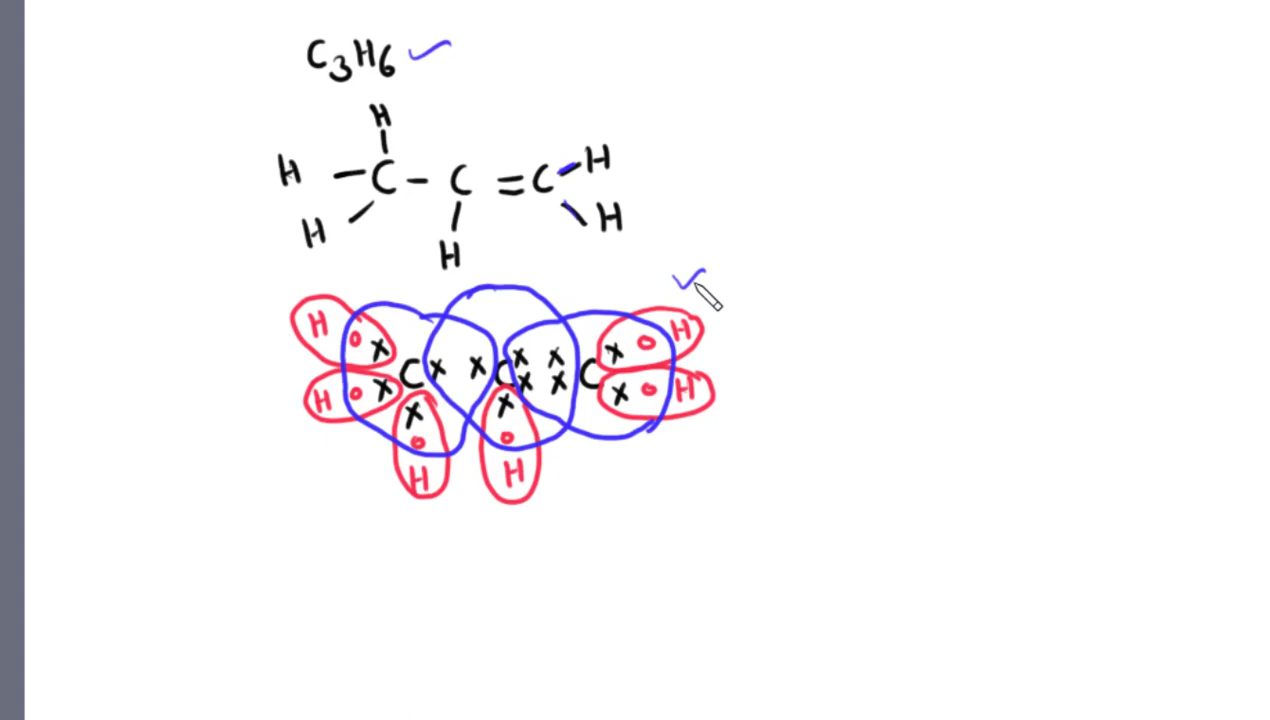 C3H6
H
H – C – C = C – H
H H
H
H o x C x x C x x x x C x o H
H o x x x x o H
o o
H H